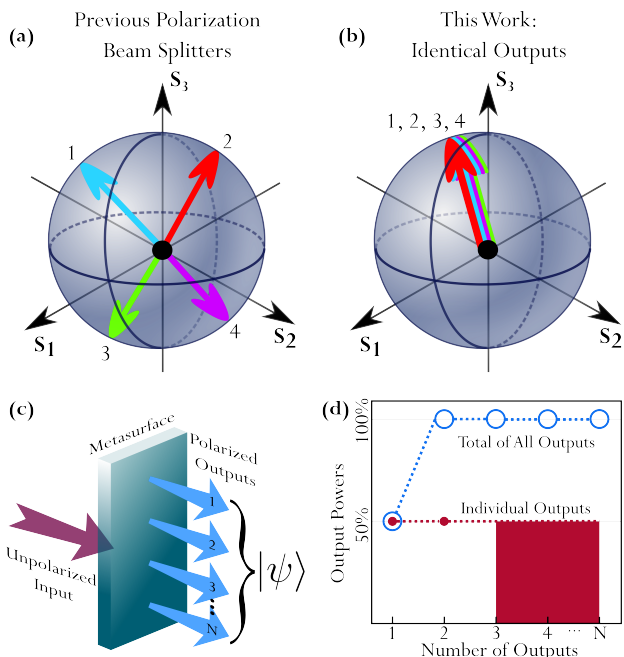 (a)
Previous Polarization
Beam Splitters
S3
1
2
3
4
S1
S2
(b)
This Work:
Identical Outputs
S3
1, 2, 3, 4
S1
S2
(c)
Metasurface
Polarized
Outputs
Unpolarized
Input
1
2
3
...
N
|ψ⟩
(d)
Output Powers
100%
50%
Total of All Outputs
Individual Outputs
1 2 3 4 ... N
Number of Outputs